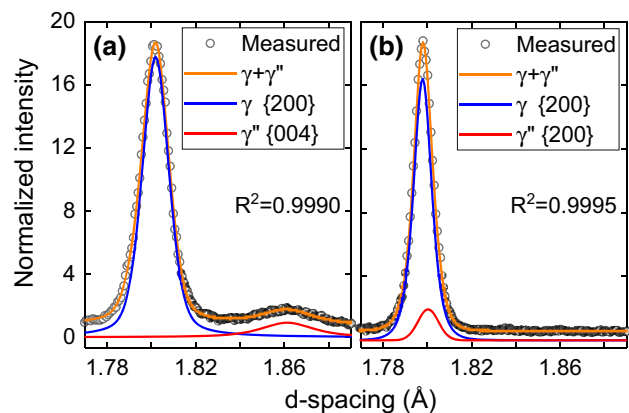 (a)
Measured
γ+γ"
γ {200}
γ" {004}
R²=0.9990
(b)
Measured
γ+γ"
γ {200}
γ" {200}
R²=0.9995
20
16
12
8
4
0
Normalized intensity
1.78
1.82
1.86
1.78
1.82
1.86
d-spacing (Å)